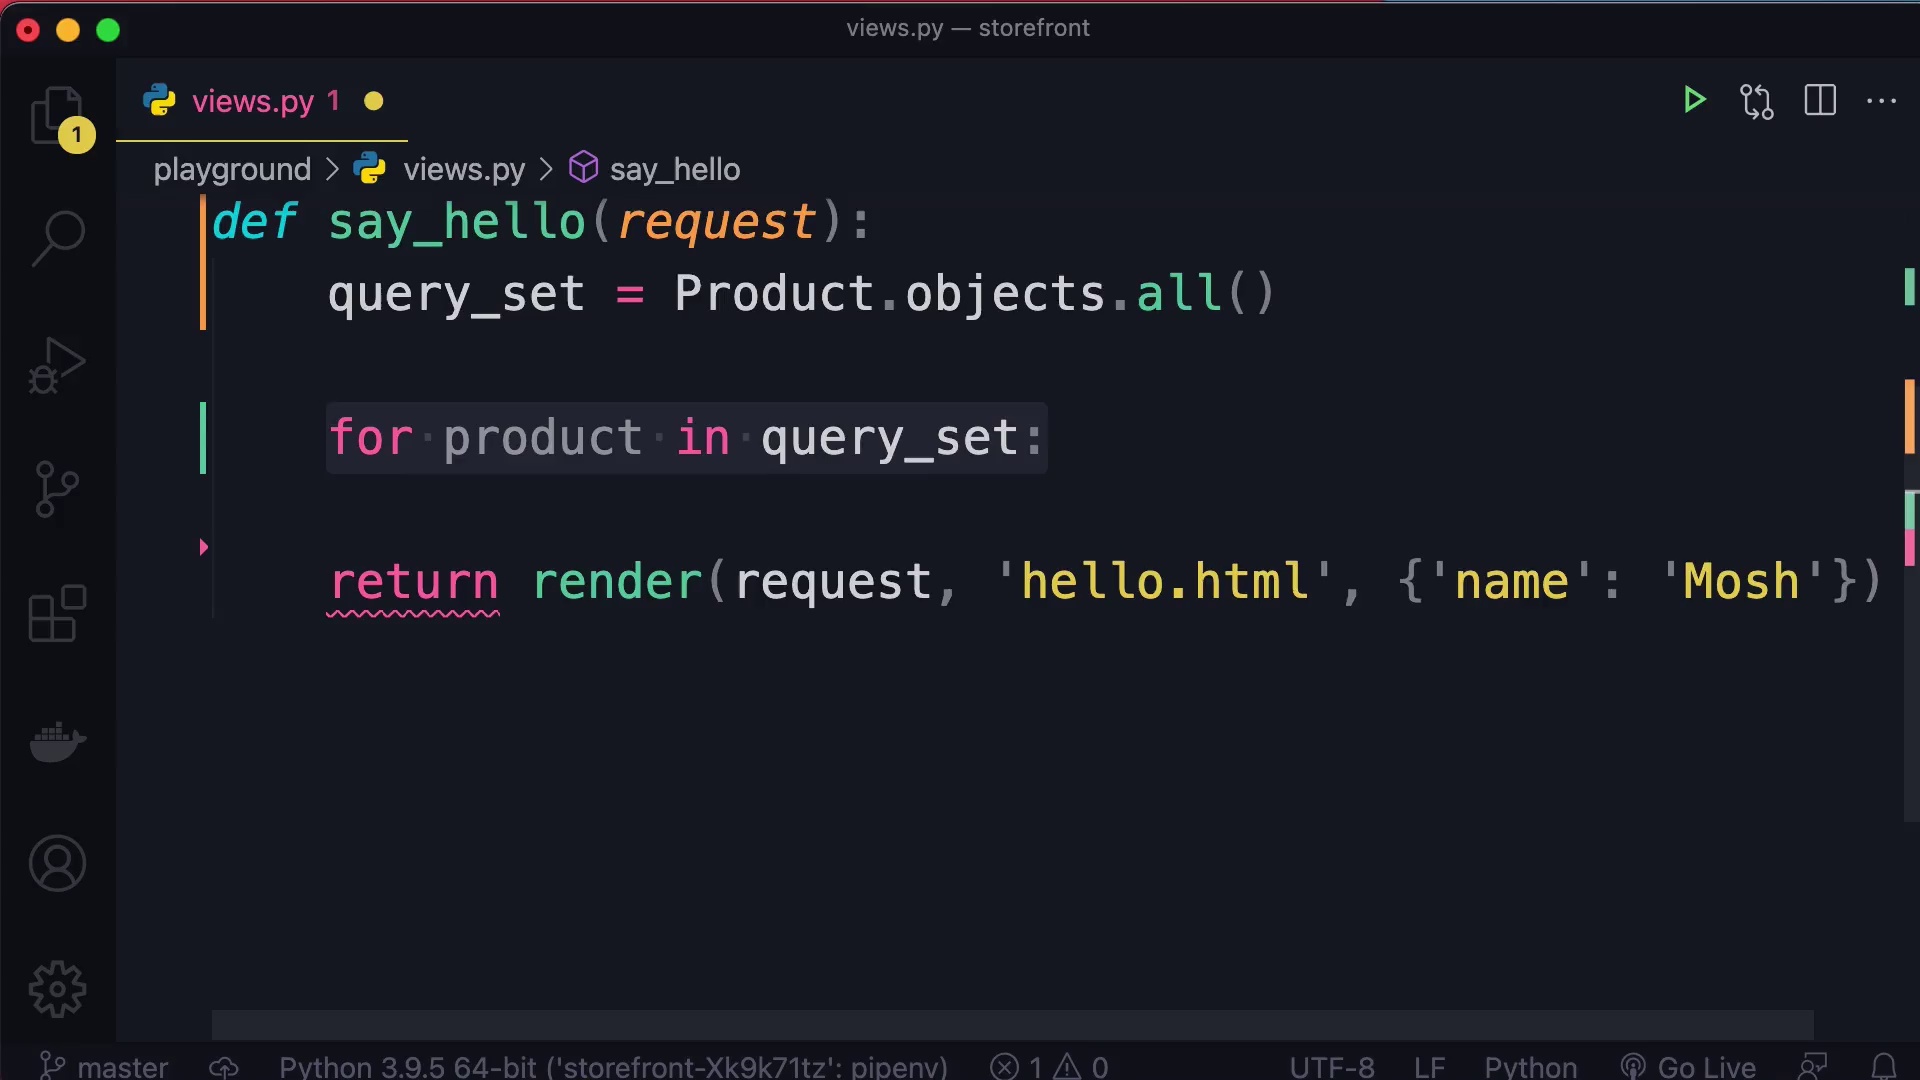 views.py — storefront
views.py 1
1
playground > views.py > say_hello
def say_hello(request):
query_set = Product.objects.all()
for product in query_set:
return render(request, 'hello.html', {'name': 'Mosh'})
master Python 3.9.5 64-bit ('storefront-Xk9k71tz': pipenv) 1 0 UTF-8 LF Python Go Live